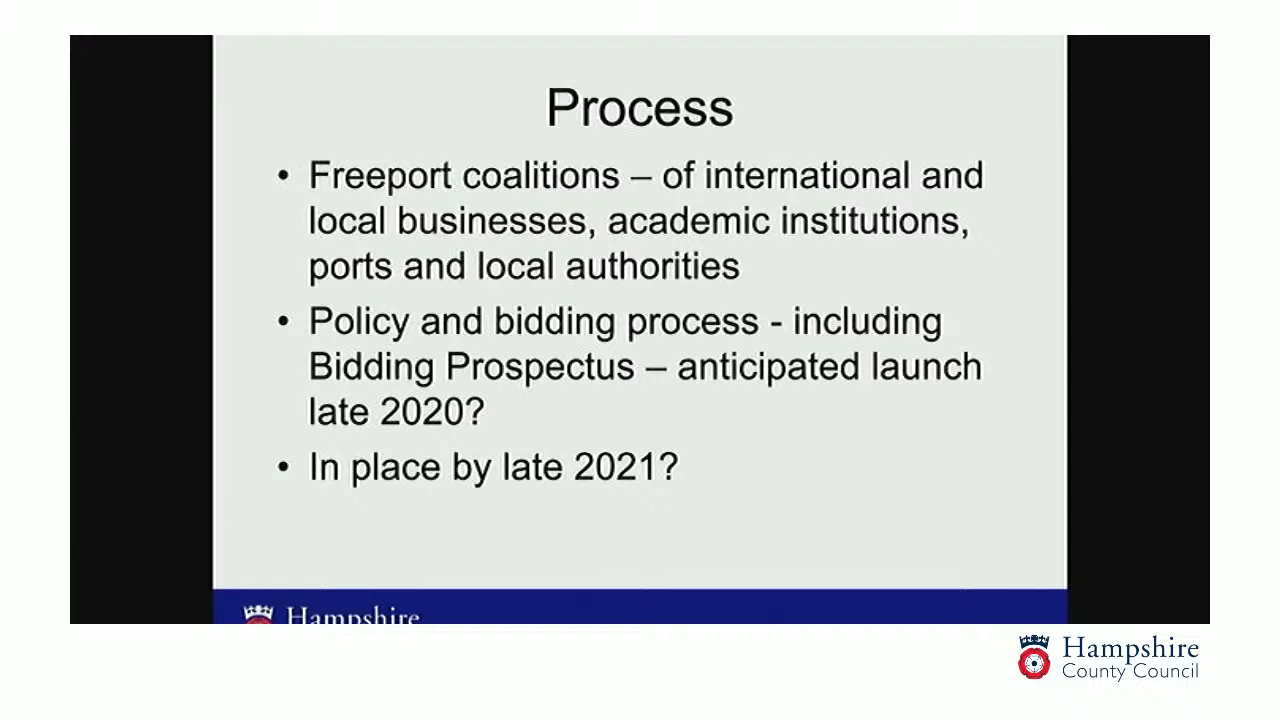 Process
• Freeport coalitions – of international and
local businesses, academic institutions,
ports and local authorities
• Policy and bidding process - including
Bidding Prospectus – anticipated launch
late 2020?
• In place by late 2021?
Hampshire
Hampshire
County Council